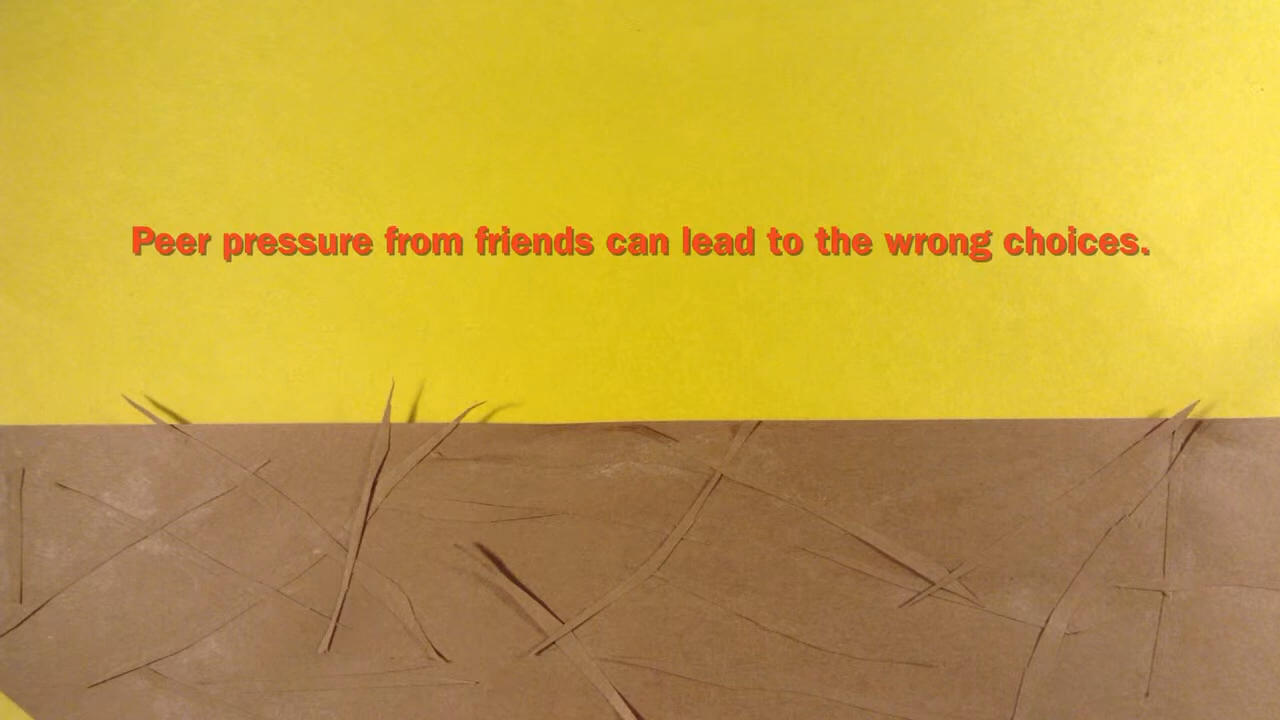 Peer pressure from friends can lead to the wrong choices.